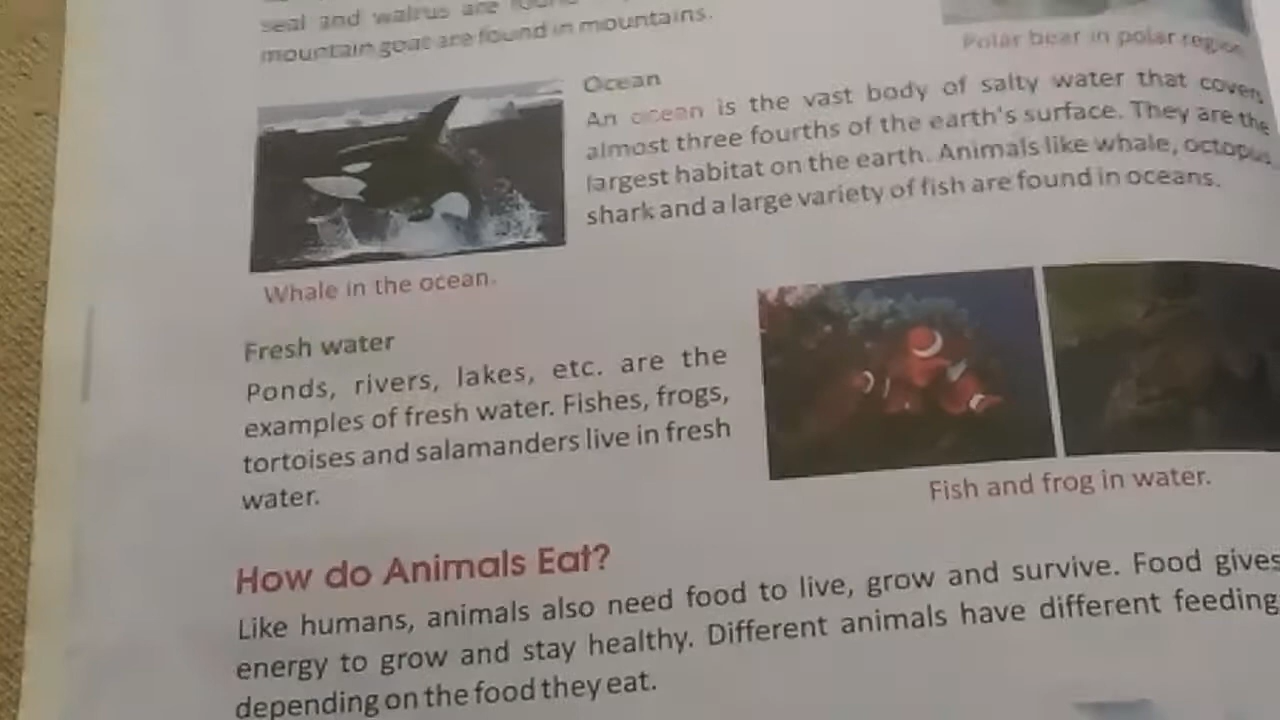 seal and walrus are found
mountain goat are found in mountains.
Polar bear in polar region
Ocean
An ocean is the vast body of salty water that covers
almost three fourths of the earth's surface. They are the
largest habitat on the earth. Animals like whale, octopus,
shark and a large variety of fish are found in oceans.
Whale in the ocean.
Fresh water
Ponds, rivers, lakes, etc. are the
examples of fresh water. Fishes, frogs,
tortoises and salamanders live in fresh
water.
Fish and frog in water.
How do Animals Eat?
Like humans, animals also need food to live, grow and survive. Food gives
energy to grow and stay healthy. Different animals have different feeding
depending on the food they eat.